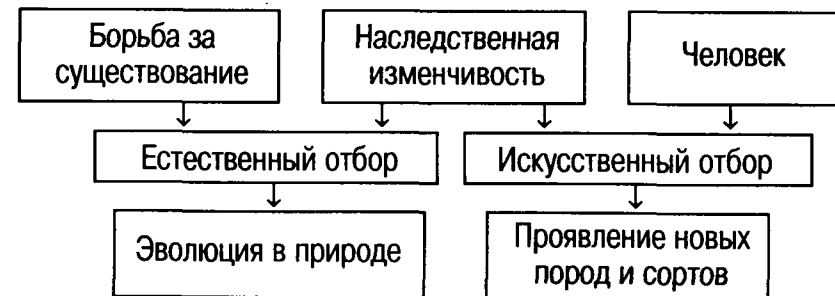 Борьба за
существование
Наследственная
изменчивость
Человек
Естественный отбор
Искусственный отбор
Эволюция в природе
Проявление новых
пород и сортов